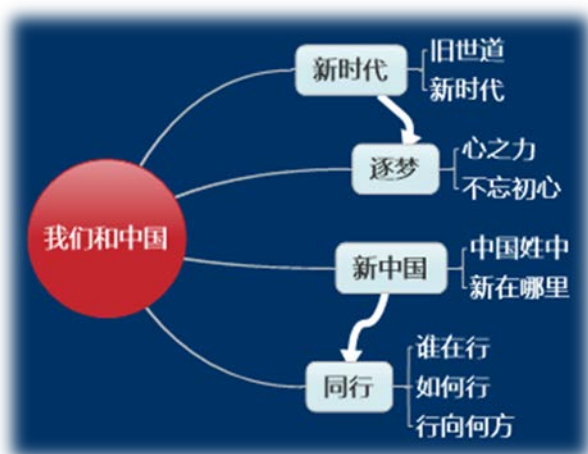 我们和中国
新时代
旧世道
新时代
逐梦
心之力
不忘初心
新中国
中国姓中
新在哪里
同行
谁在行
如何行
行向何方